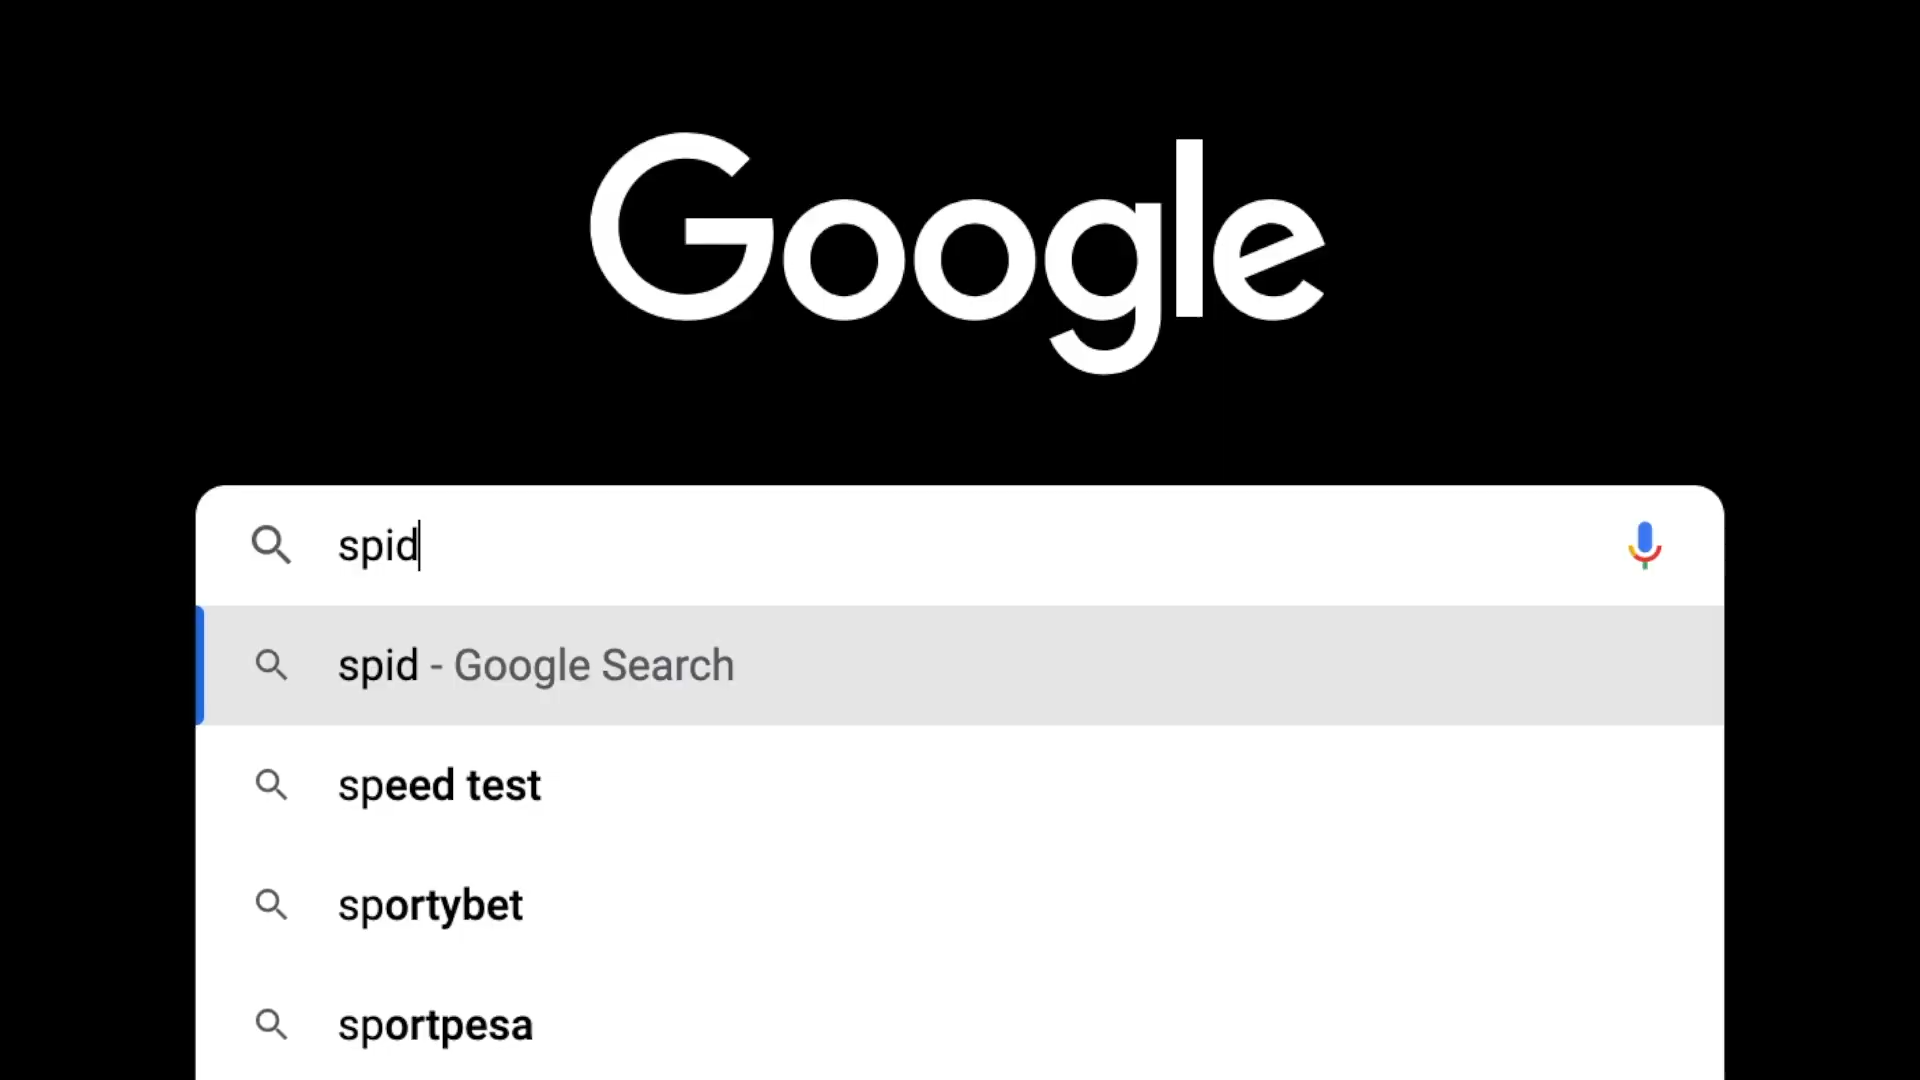 Google
spid
spid - Google Search
speed test
sportybet
sportpesa